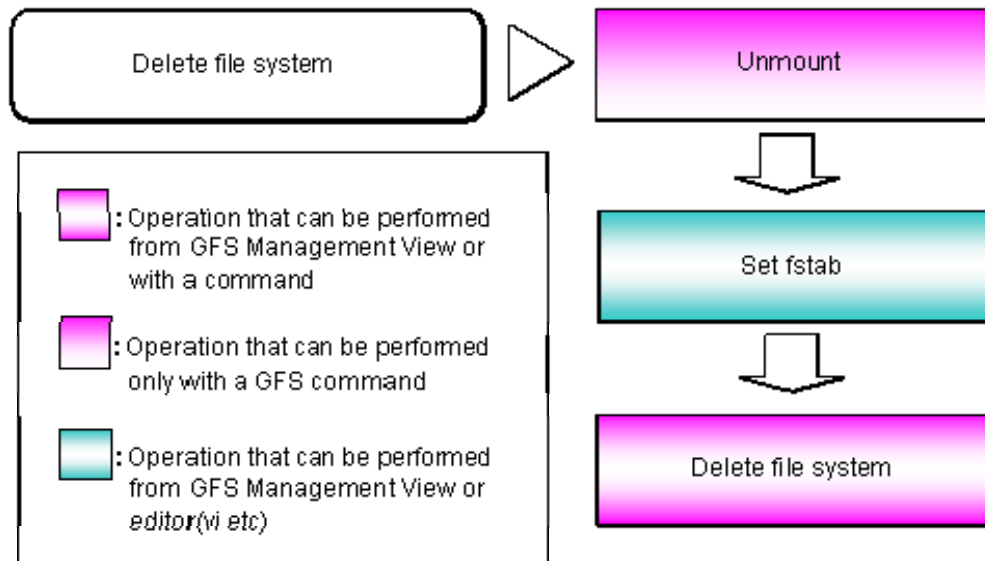 Delete file system
Unmount
: Operation that can be performed
from GFS Management View or
with a command
: Operation that can be performed
only with a GFS command
: Operation that can be performed
from GFS Management View or
editor(vi etc)
Set fstab
Delete file system